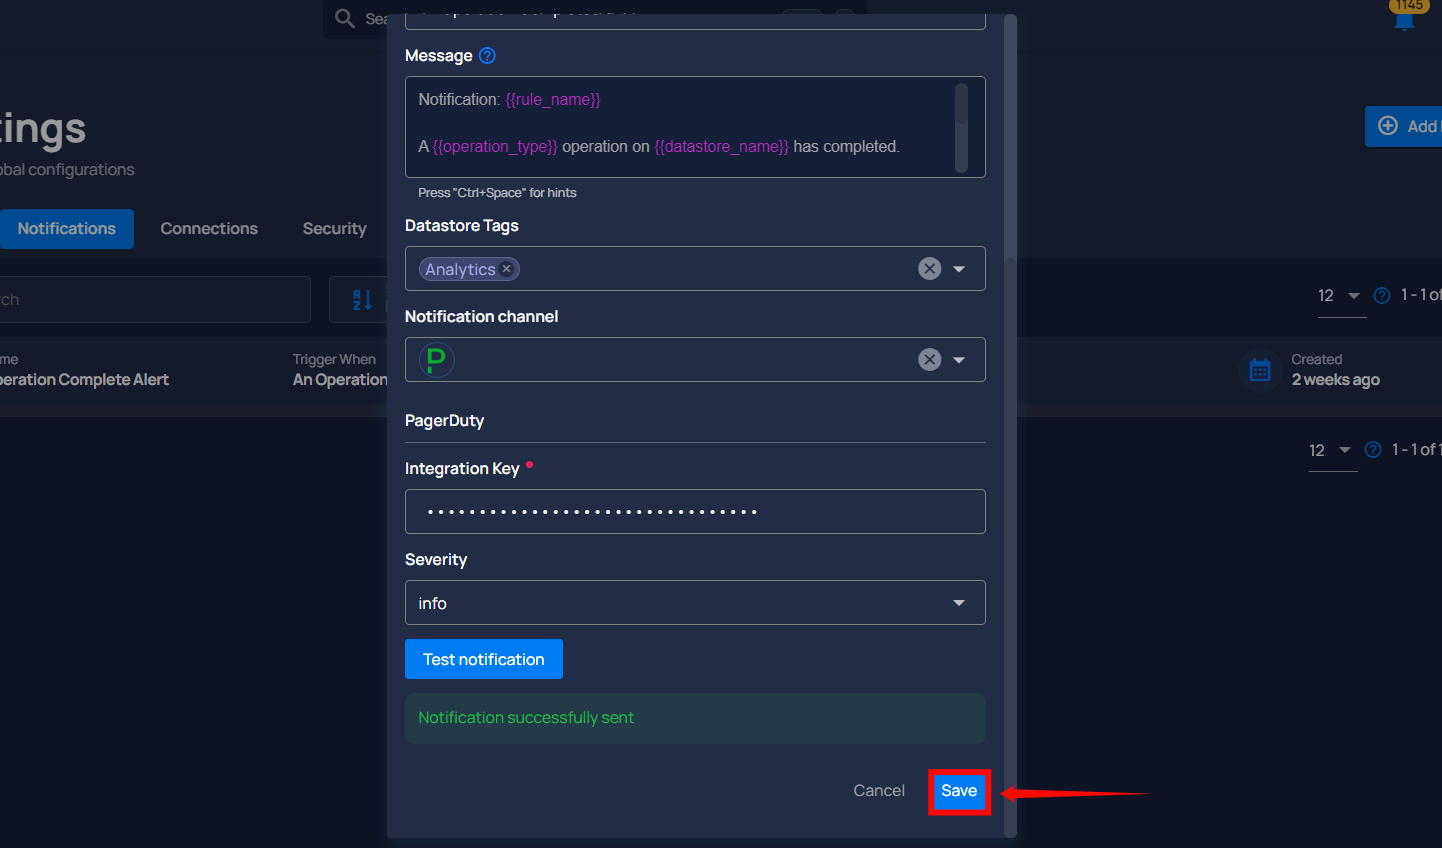 1145
Message
Notification: {{rule_name}}
A {{operation_type}} operation on {{datastore_name}} has completed.
Press "Ctrl+Space" for hints
Datastore Tags
Analytics
Notification channel
PagerDuty
Integration Key
••••••••••••••••••••••••••••••••
Severity
info
Test notification
Notification successfully sent
Cancel
Save
tings
obal configurations
Add
Notifications
Connections
Security
rch
12
1 - 1 of
me
peration Complete Alert
Trigger When
An Operation
Created
2 weeks ago
12
1 - 1 of 1